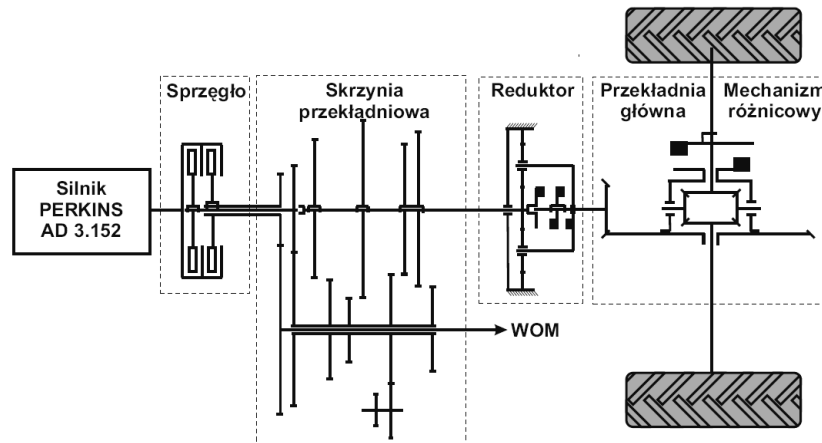 Sprzęgło
Skrzynia
przekładniowa
Reduktor
Przekładnia
główna
Mechanizm
różnicowy
Silnik
PERKINS
AD 3.152
WOM